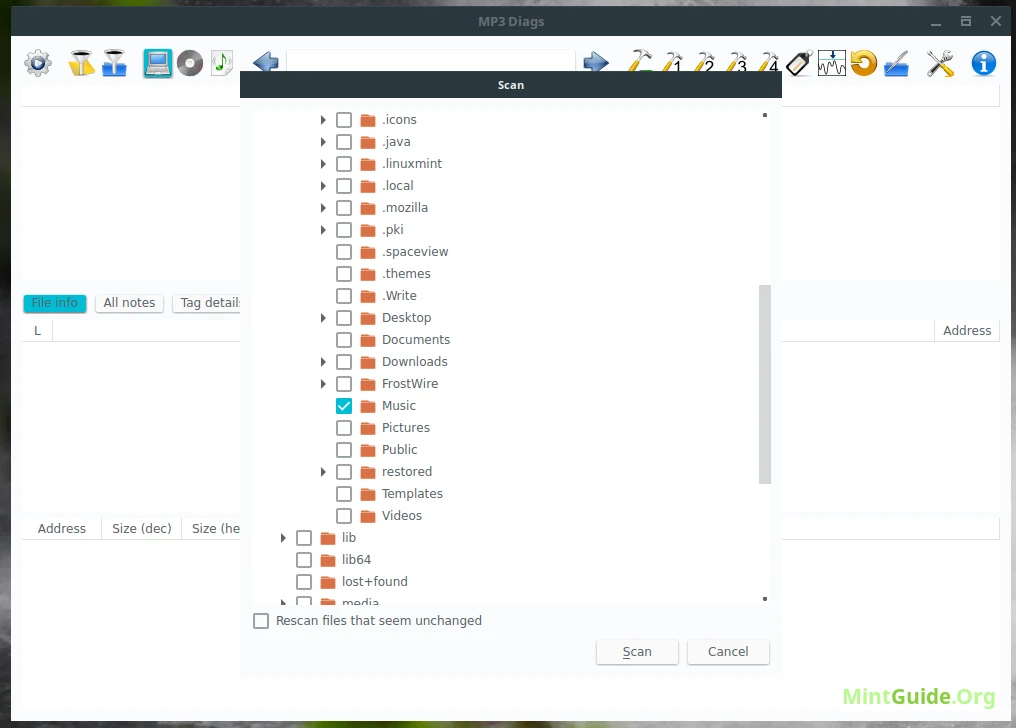 MP3 Diags
1
2
3
4
Scan
.icons
.java
.linuxmint
.local
.mozilla
.pki
.spaceview
.themes
.Write
Desktop
Documents
Downloads
FrostWire
Music
Pictures
Public
restored
Templates
Videos
lib
lib64
lost+found
media
File info
All notes
Tag details
L
Address
Address
Size (dec)
Size (he
Rescan files that seem unchanged
Scan
Cancel
MintGuide.Org